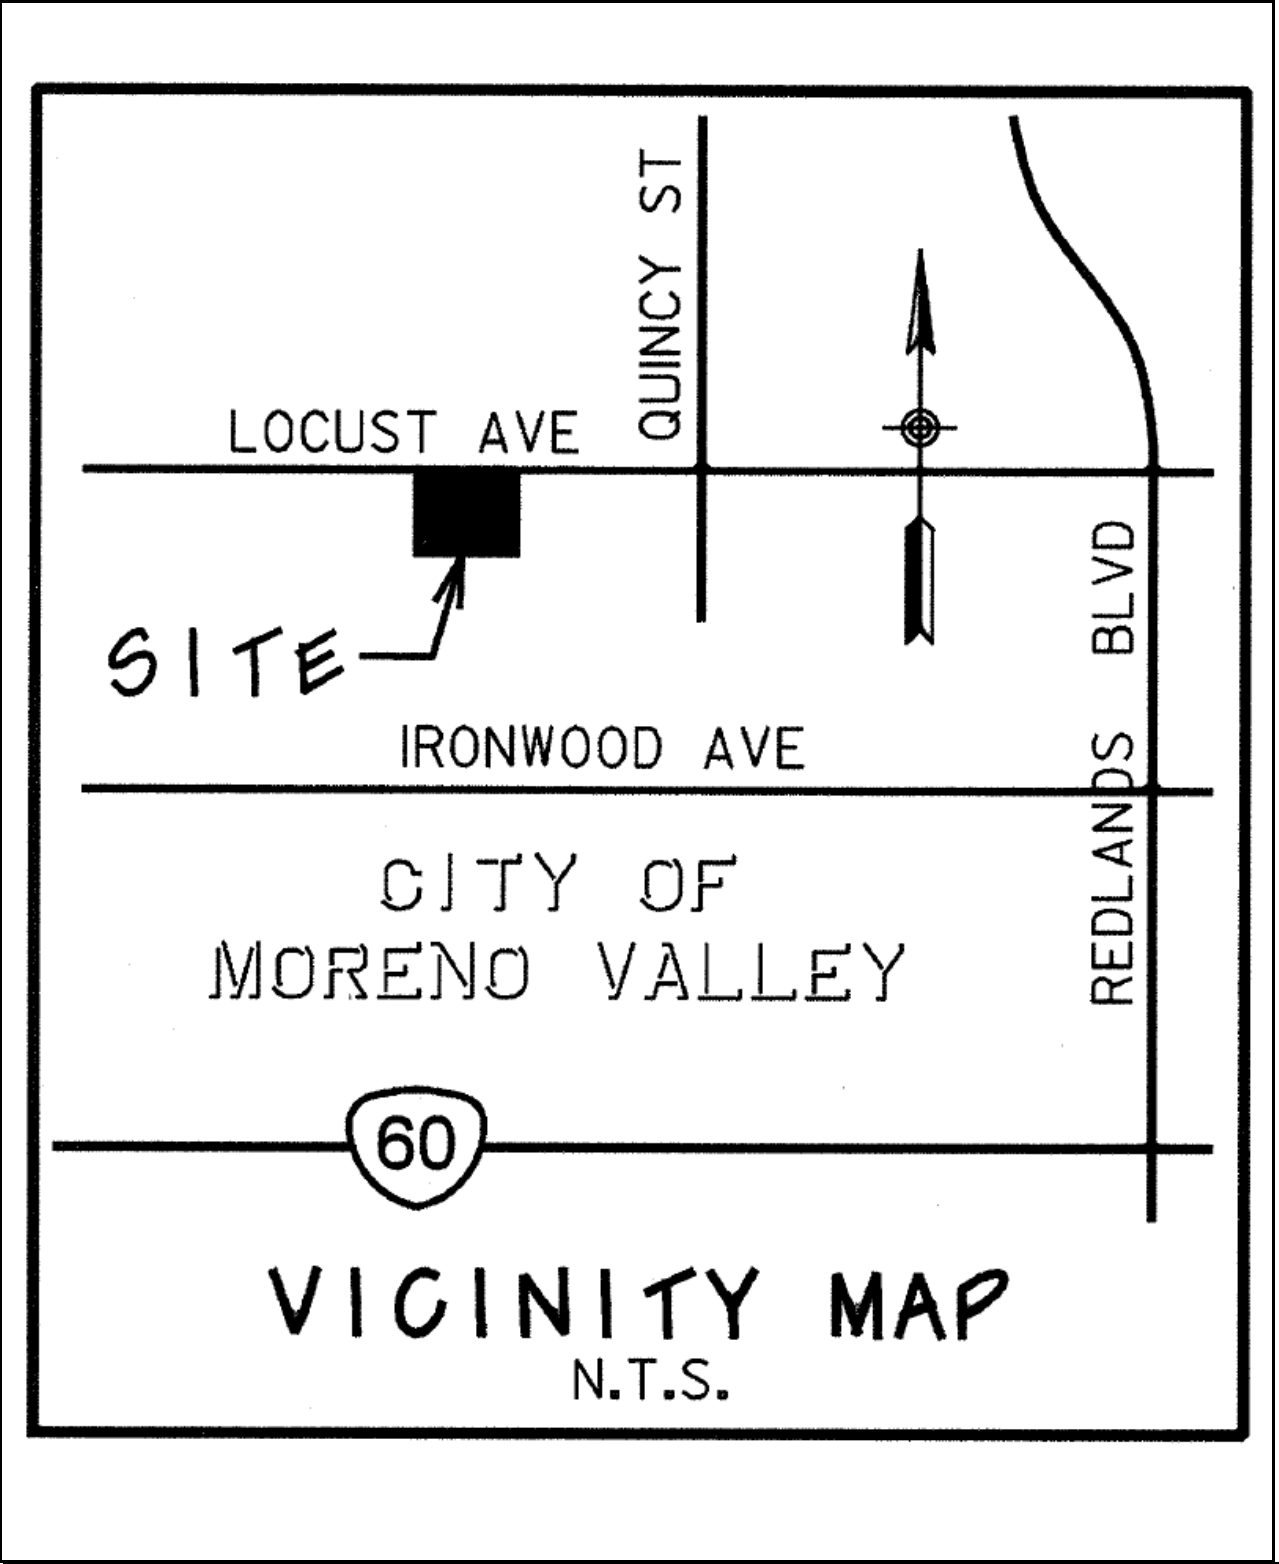 QUINCY ST
LOCUST AVE
SITE
REDLANDS BLVD
IRONWOOD AVE
CITY OF
MORENO VALLEY
60
VICINITY MAP
N.T.S.